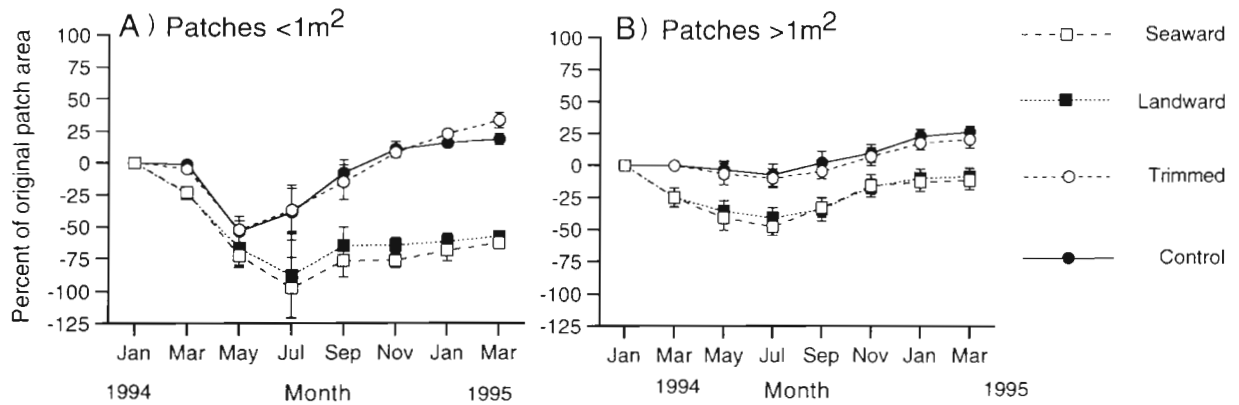 A) Patches <1m²
B) Patches >1m²
Percent of original patch area
100
75
50
25
0
-25
-50
-75
-100
-125
Jan Mar May Jul Sep Nov Jan Mar
1994 Month 1995
100
75
50
25
0
-25
-50
-75
-100
-125
Jan Mar May Jul Sep Nov Jan Mar
1994 Month 1995
Seaward
Landward
Trimmed
Control